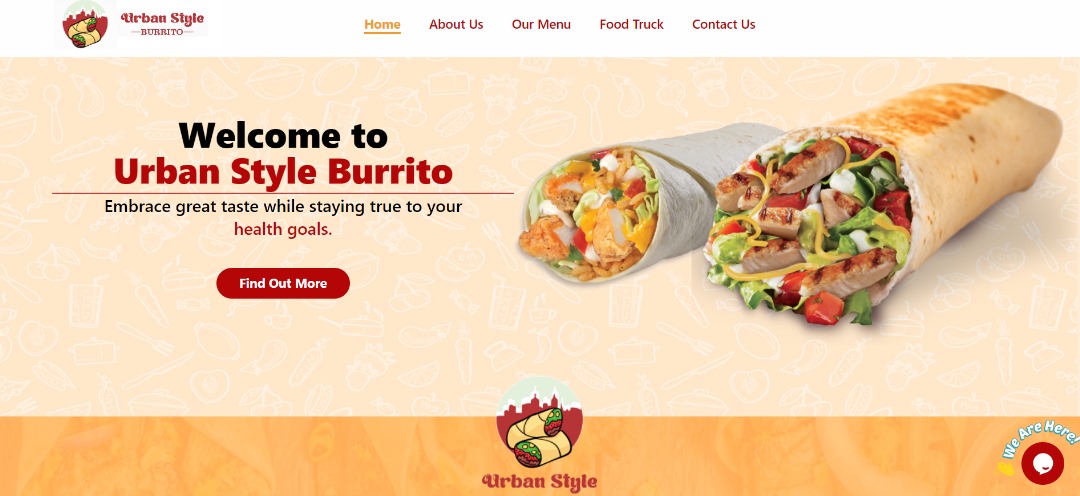 Urban Style
BURRITO
Home About Us Our Menu Food Truck Contact Us
Welcome to
Urban Style Burrito
Embrace great taste while staying true to your
health goals.
Find Out More
Urban Style
We Are Here!